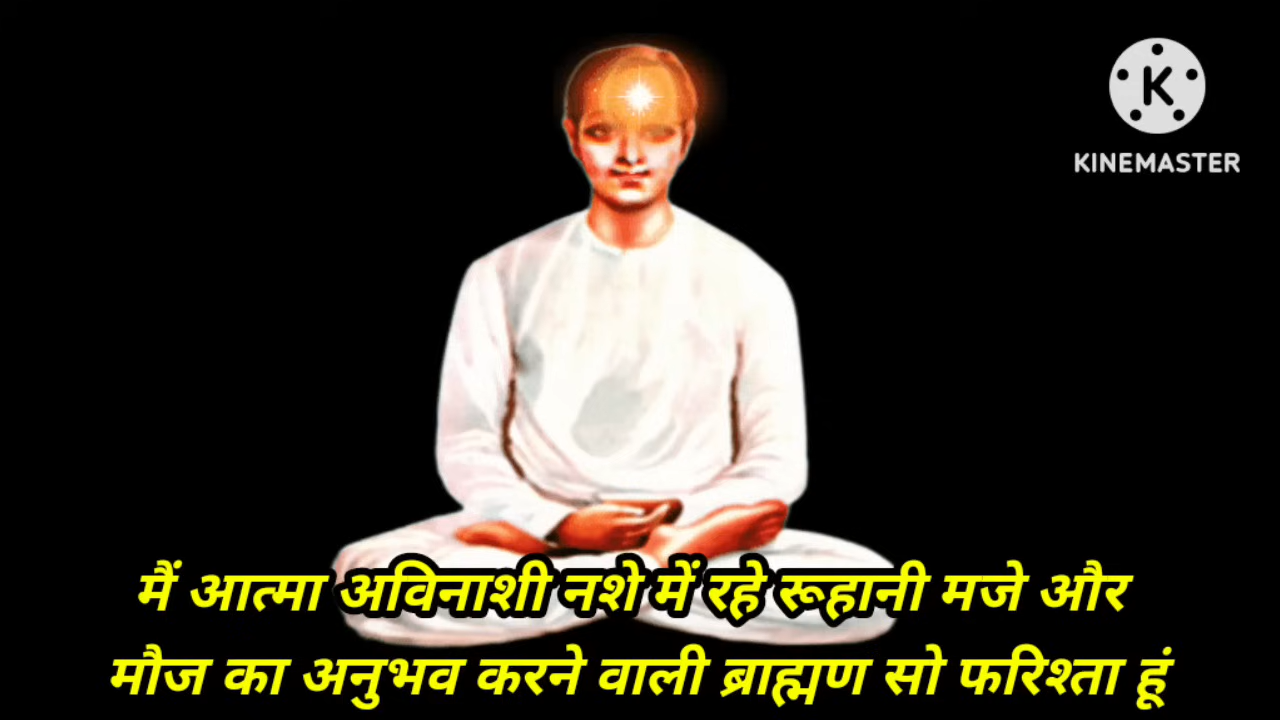 K
KINEMASTER
मैं आत्मा अविनाशी नशे में रहे रूहानी मजे और
मौज का अनुभव करने वाली ब्राह्मण सो फरिश्ता हूं